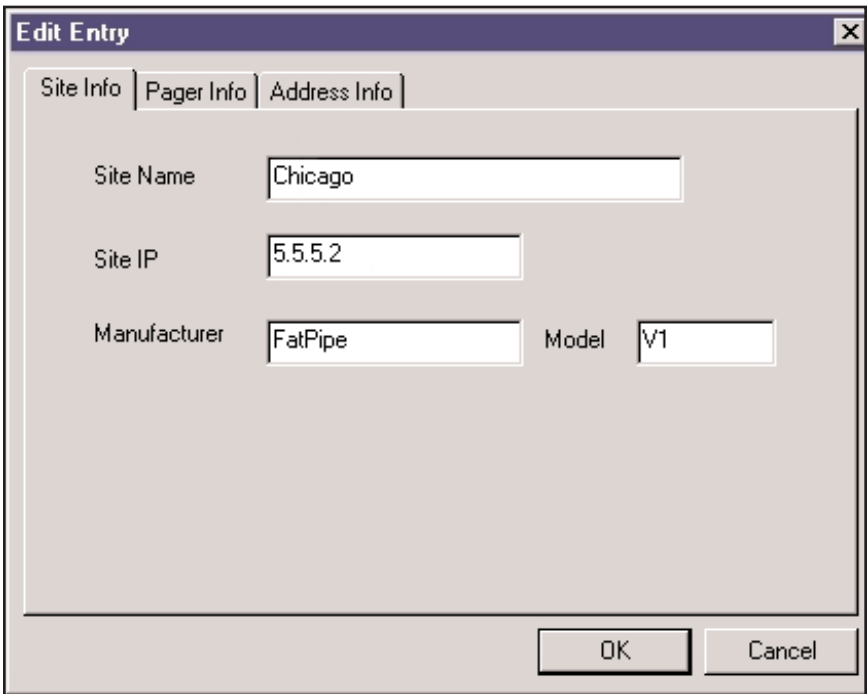 Edit Entry
Site Info Pager Info Address Info
Site Name Chicago
Site IP 5.5.5.2
Manufacturer FatPipe Model V1
OK Cancel